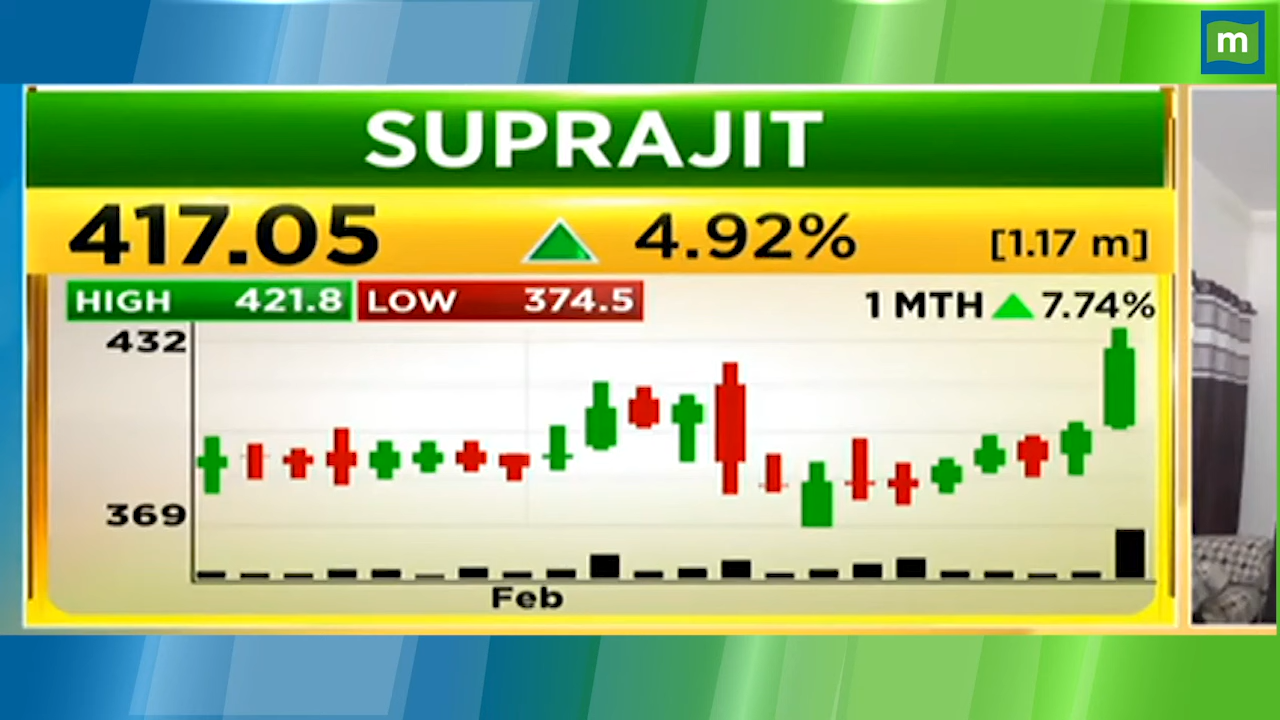 m
SUPRAJIT
417.05 ▲ 4.92% [1.17 m]
HIGH 421.8 LOW 374.5 1 MTH ▲ 7.74%
432
369
Feb